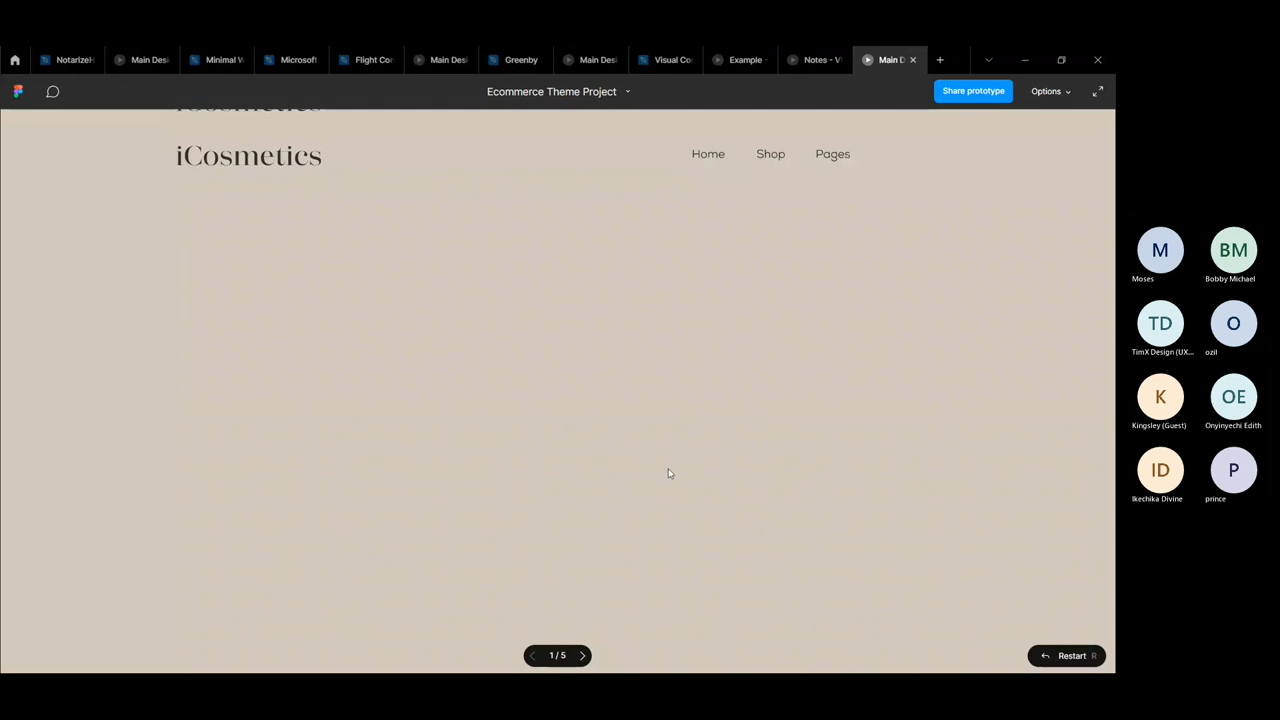 NotarizeH
Main Desi
Minimal W
Microsoft
Flight Cor
Main Desi
Greenby
Main Desi
Visual Co
Example -
Notes - V
Main D
Ecommerce Theme Project
Share prototype
Options
iCosmetics
iCosmetics
Home
Shop
Pages
M
BM
Moses
Bobby Michael
TD
O
TimX Design (UX...
ozil
K
OE
Kingsley (Guest)
Onyinyechi Edith
ID
P
Ikechika Divine
prince
1 / 5
Restart R